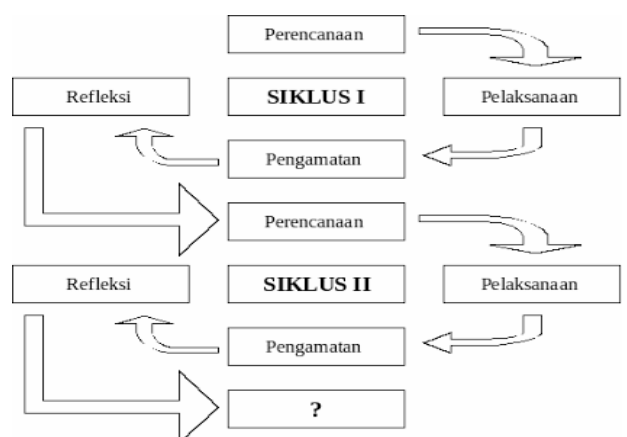 Perencanaan
Refleksi
SIKLUS I
Pelaksanaan
Pengamatan
Perencanaan
Refleksi
SIKLUS II
Pelaksanaan
Pengamatan
?